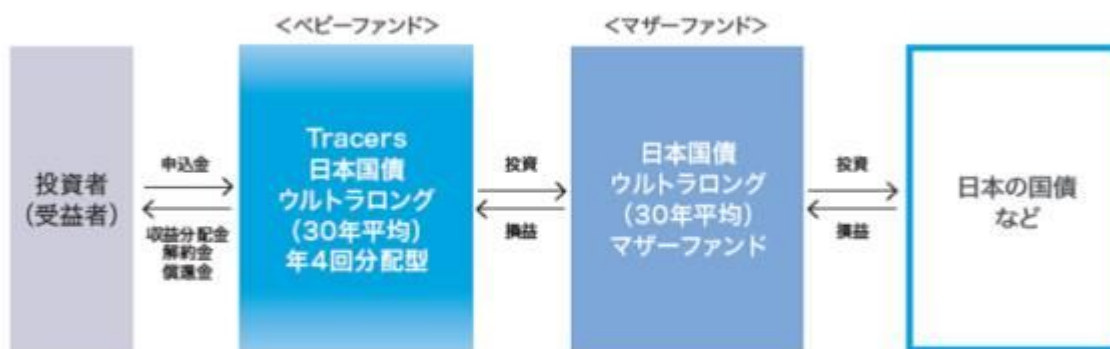 ＜ベビーファンド＞
＜マザーファンド＞
投資者
（受益者）
申込金
収益分配金
解約金
償還金
Tracers
日本国債
ウルトラロング
（30年平均）
年4回分配型
投資
損益
日本国債
ウルトラロング
（30年平均）
マザーファンド
投資
損益
日本の国債
など